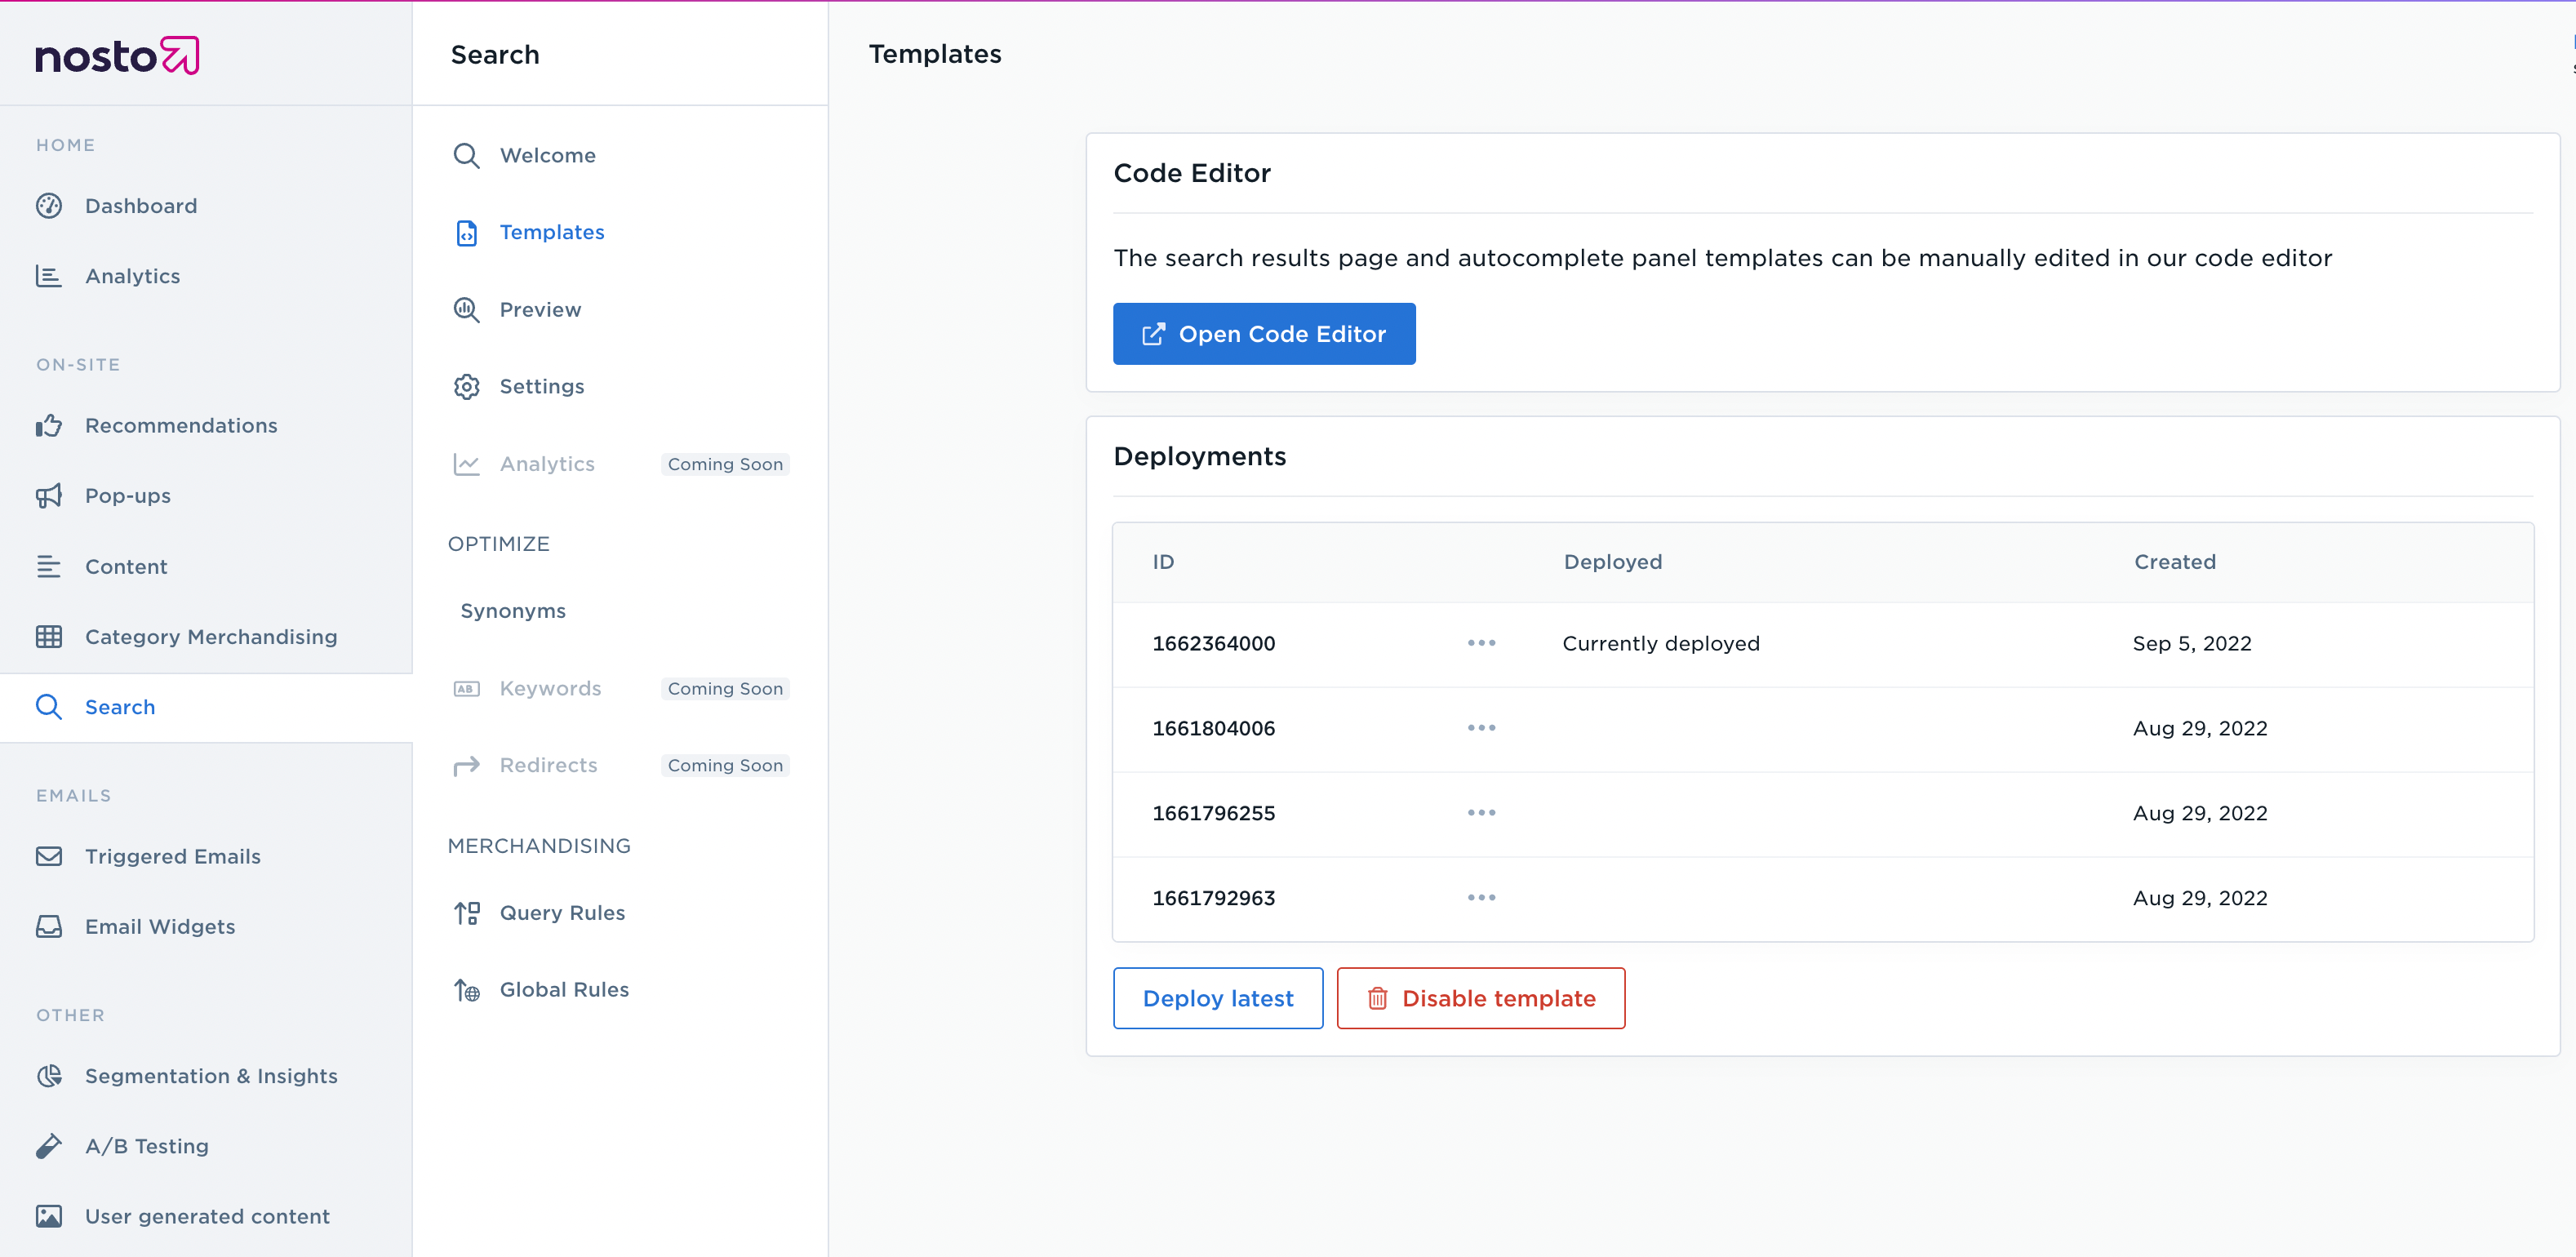 nosto
HOME
Dashboard
Analytics
ON-SITE
Recommendations
Pop-ups
Content
Category Merchandising
Search
EMAILS
Triggered Emails
Email Widgets
OTHER
Segmentation & Insights
A/B Testing
User generated content
Search
Welcome
Templates
Preview
Settings
Analytics Coming Soon
OPTIMIZE
Synonyms
AB Keywords Coming Soon
Redirects Coming Soon
MERCHANDISING
Query Rules
Global Rules
Templates
Code Editor
The search results page and autocomplete panel templates can be manually edited in our code editor
Open Code Editor
Deployments
ID Deployed Created
1662364000 ••• Currently deployed Sep 5, 2022
1661804006 ••• Aug 29, 2022
1661796255 ••• Aug 29, 2022
1661792963 ••• Aug 29, 2022
Deploy latest Disable template